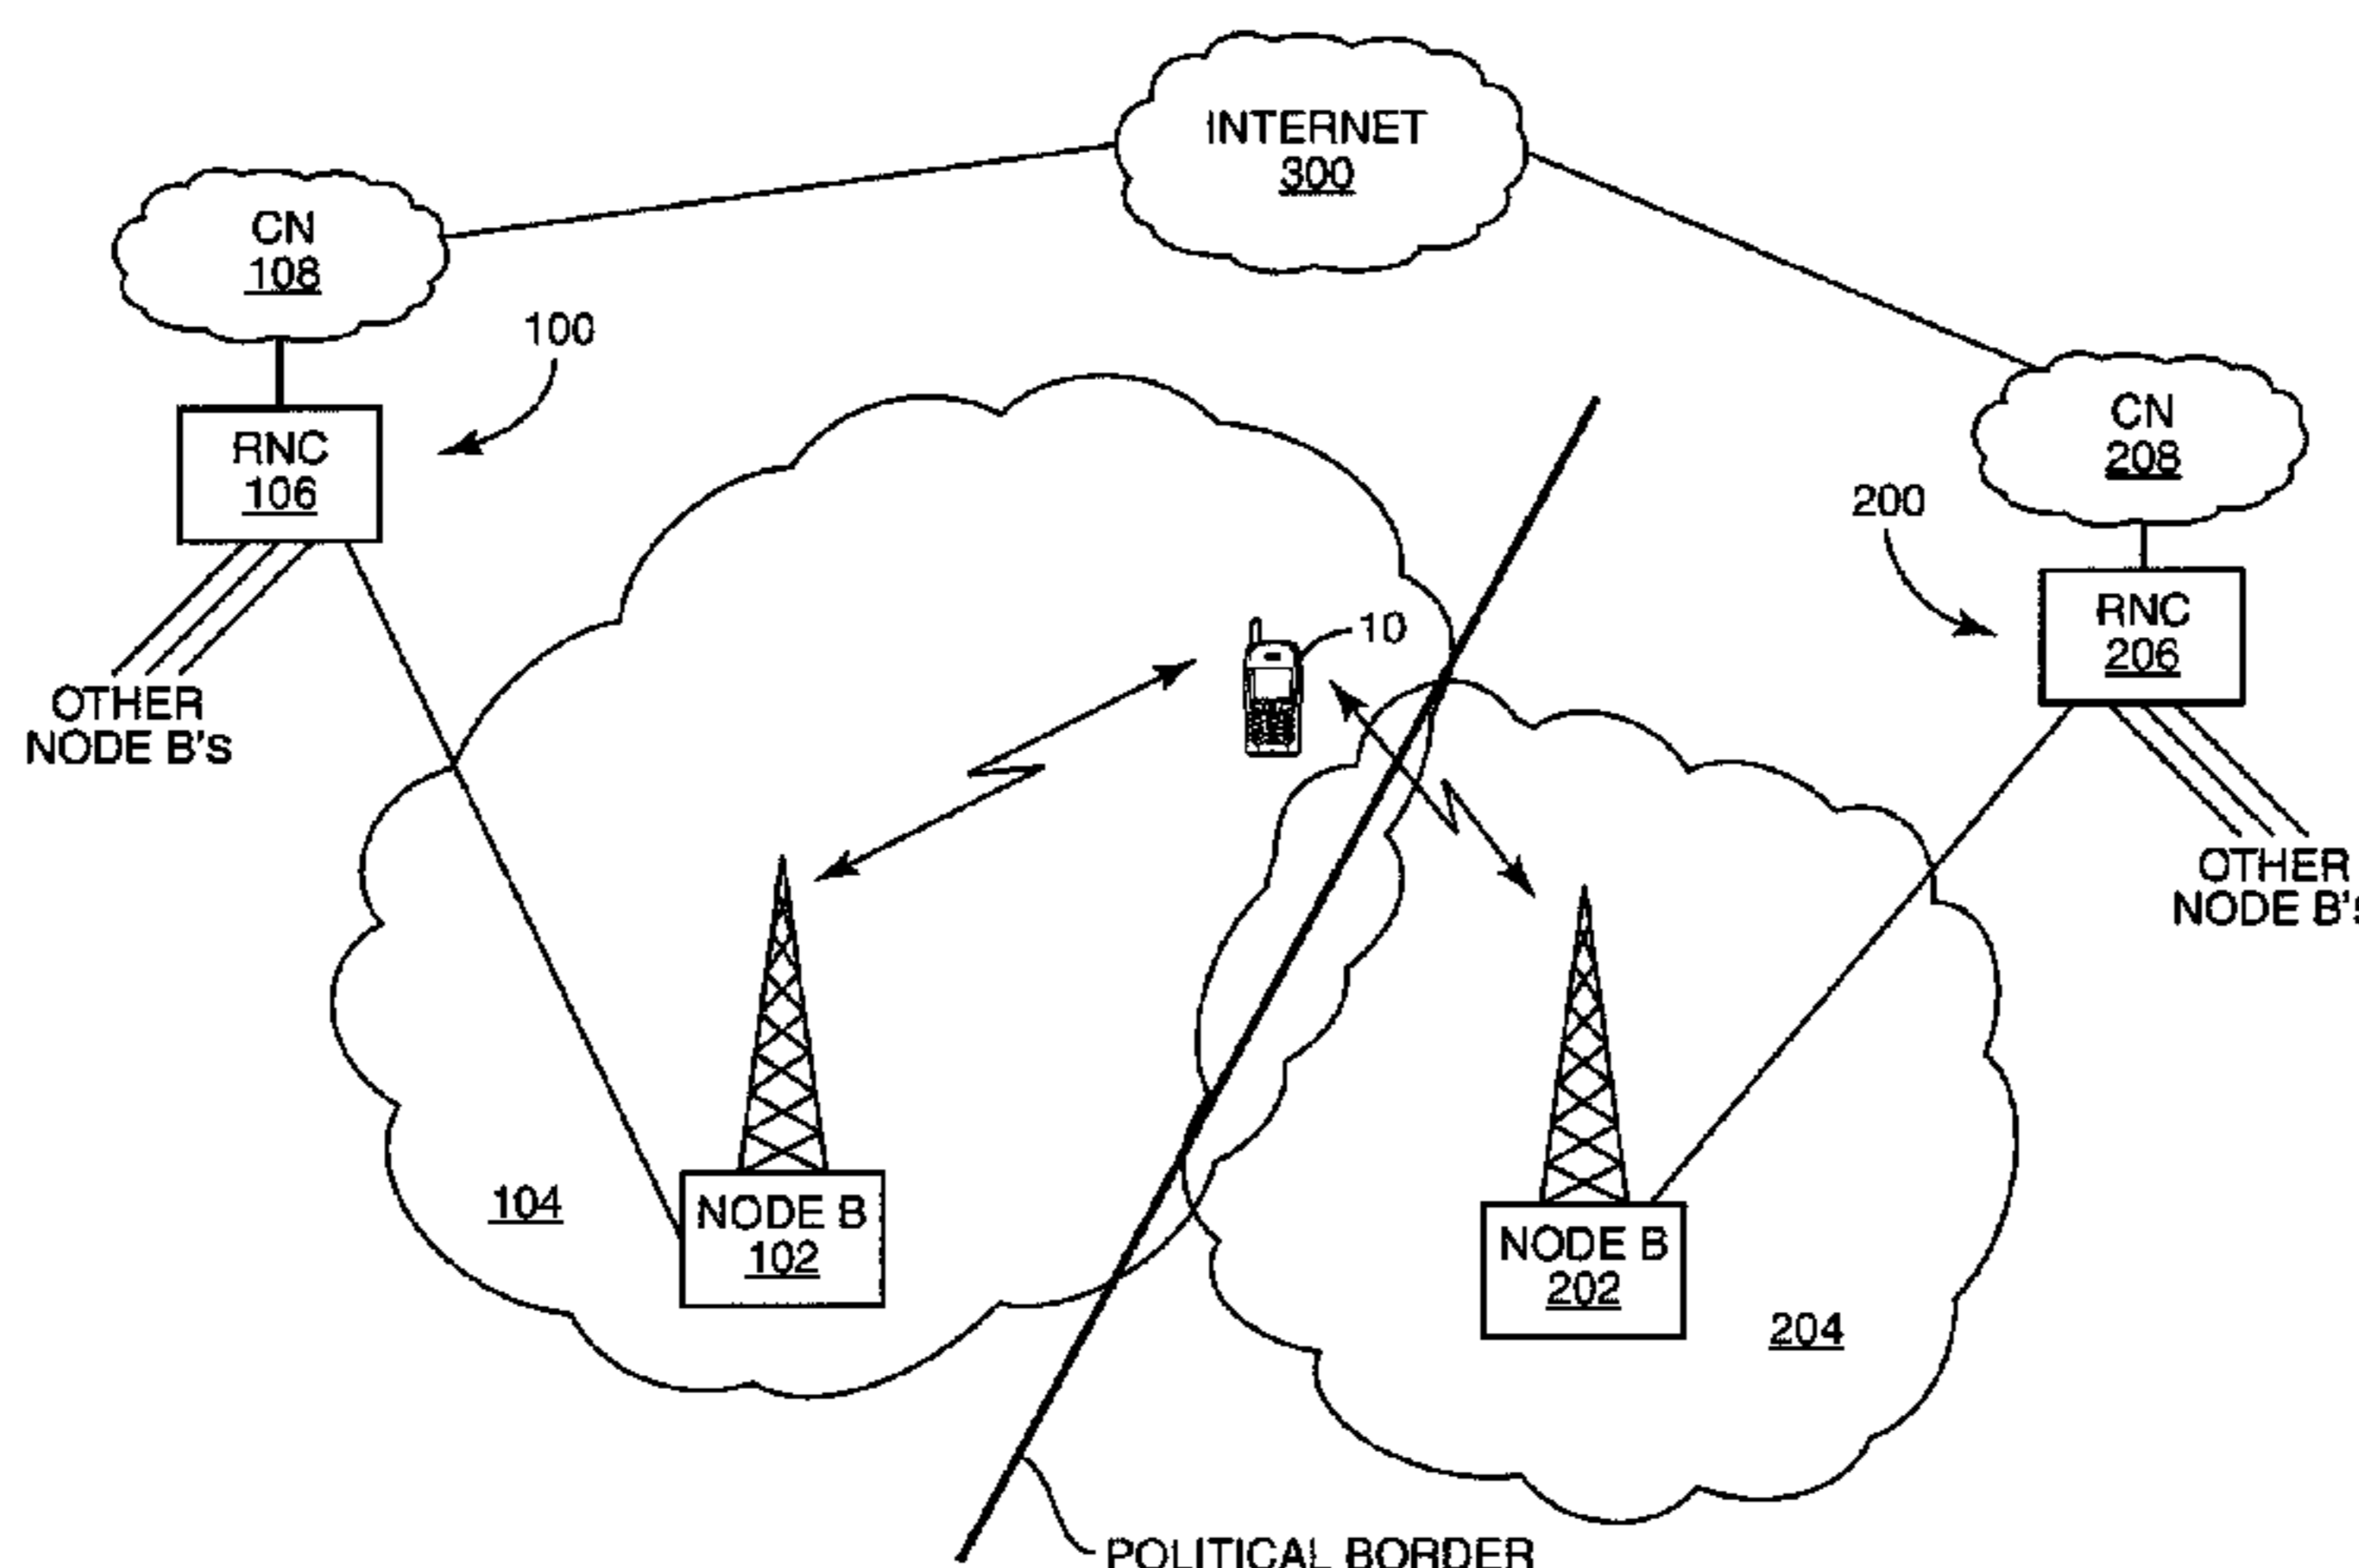 INTERNET
300
CN
108
100
RNC
106
OTHER
NODE B'S
CN
208
200
RNC
206
OTHER
NODE B'S
10
104
NODE B
102
NODE B
202
204
POLITICAL BORDER